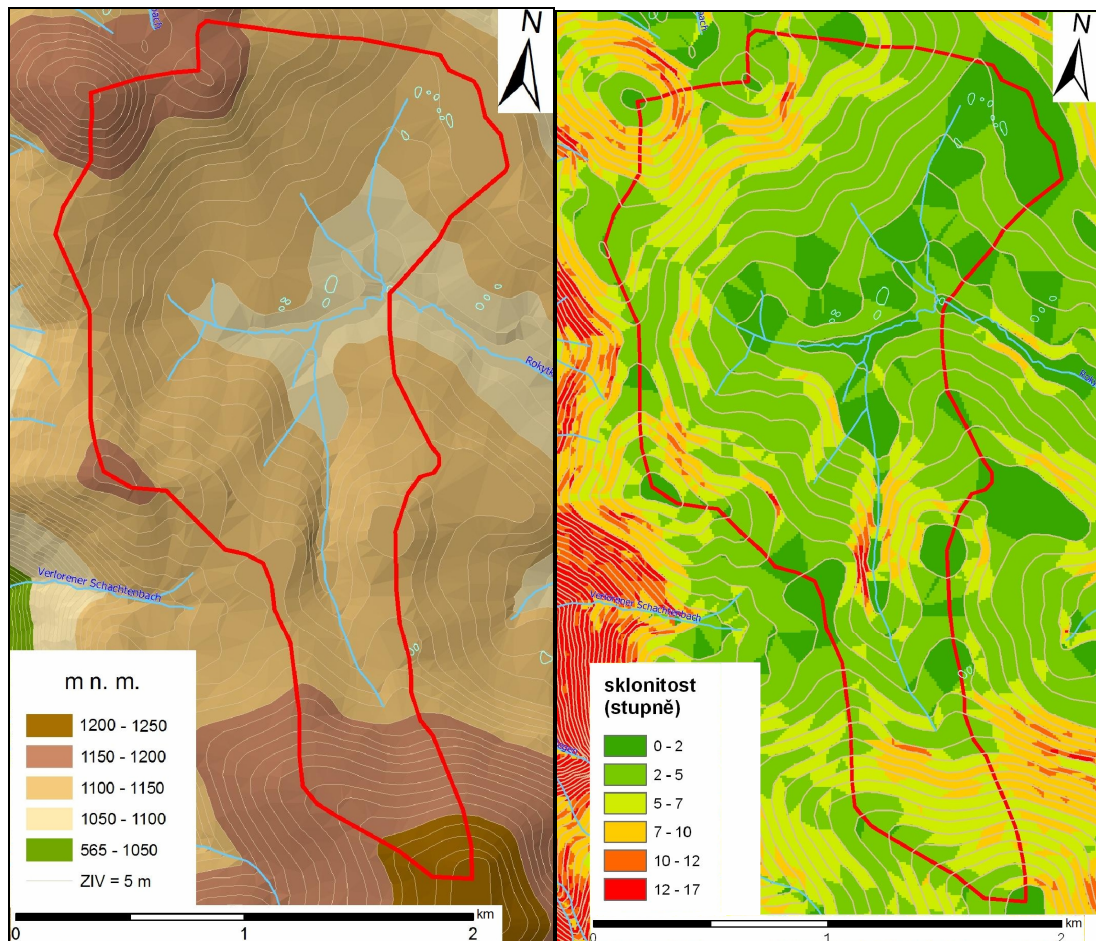 bach
N
Rokytk
Verlorener Schachtenbach
m n. m.
1200 - 1250
1150 - 1200
1100 - 1150
1050 - 1100
565 - 1050
ZIV = 5 m
km
0
1
2
N
Verlorener Schachtenbach
sklonitost
(stupně)
0 - 2
2 - 5
5 - 7
7 - 10
10 - 12
12 - 17
km
0
1
2